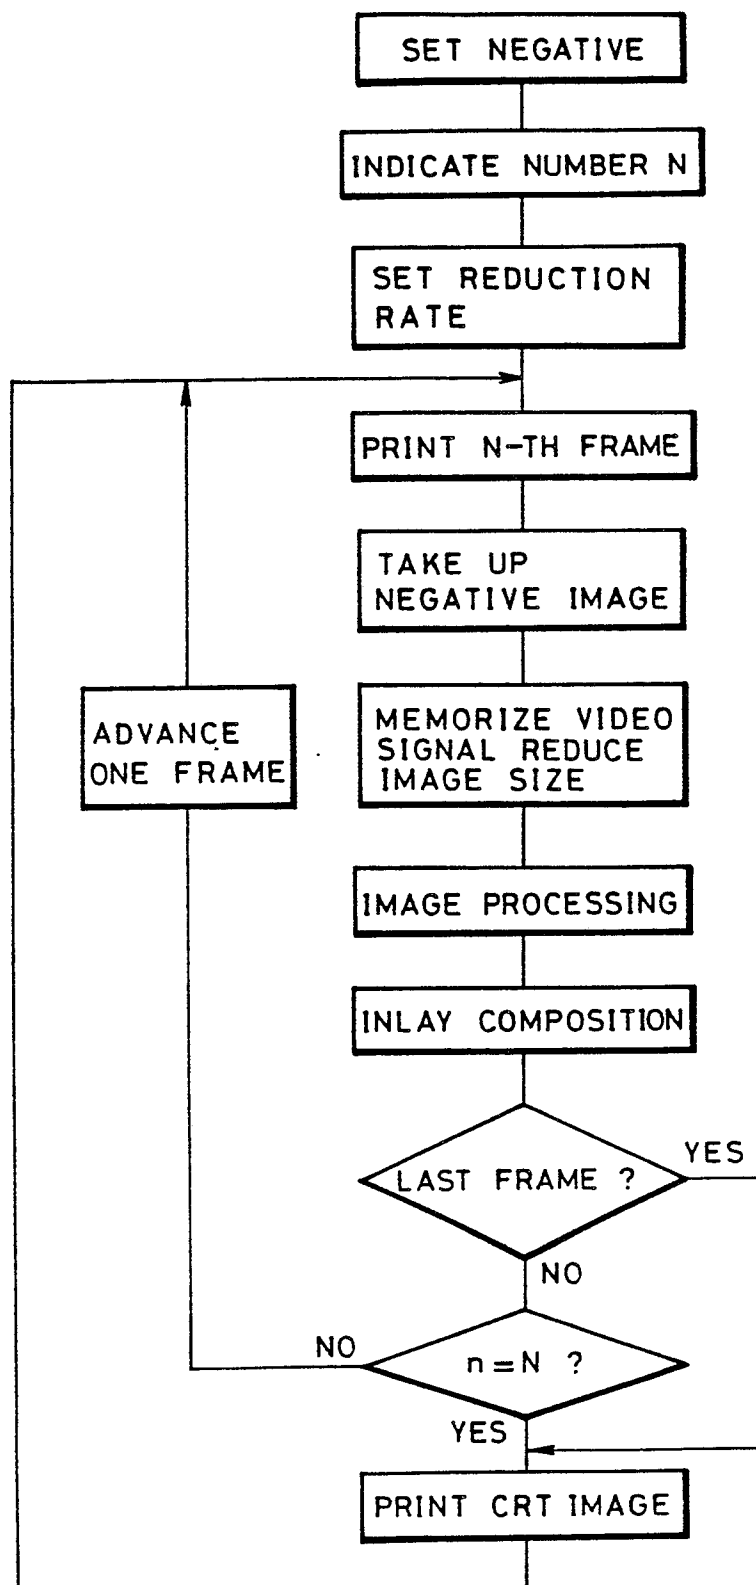 SET NEGATIVE
INDICATE NUMBER N
SET REDUCTION
RATE
PRINT N-TH FRAME
TAKE UP
NEGATIVE IMAGE
ADVANCE
ONE FRAME
MEMORIZE VIDEO
SIGNAL REDUCE
IMAGE SIZE
IMAGE PROCESSING
INLAY COMPOSITION
LAST FRAME ?
YES
NO
n=N ?
NO
YES
PRINT CRT IMAGE